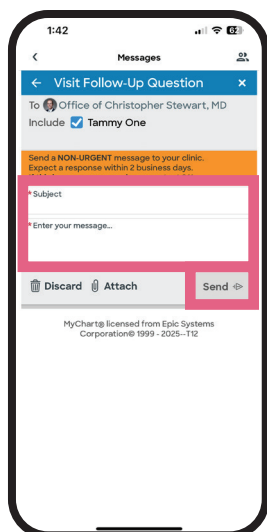 1:42
63
Messages
← Visit Follow-Up Question ×
To Office of Christopher Stewart, MD
Include Tammy One
Send a NON-URGENT message to your clinic.
Expect a response within 2 business days.
*Subject
*Enter your message...
Discard Attach Send
MyChart® licensed from Epic Systems
Corporation© 1999 - 2025--T12